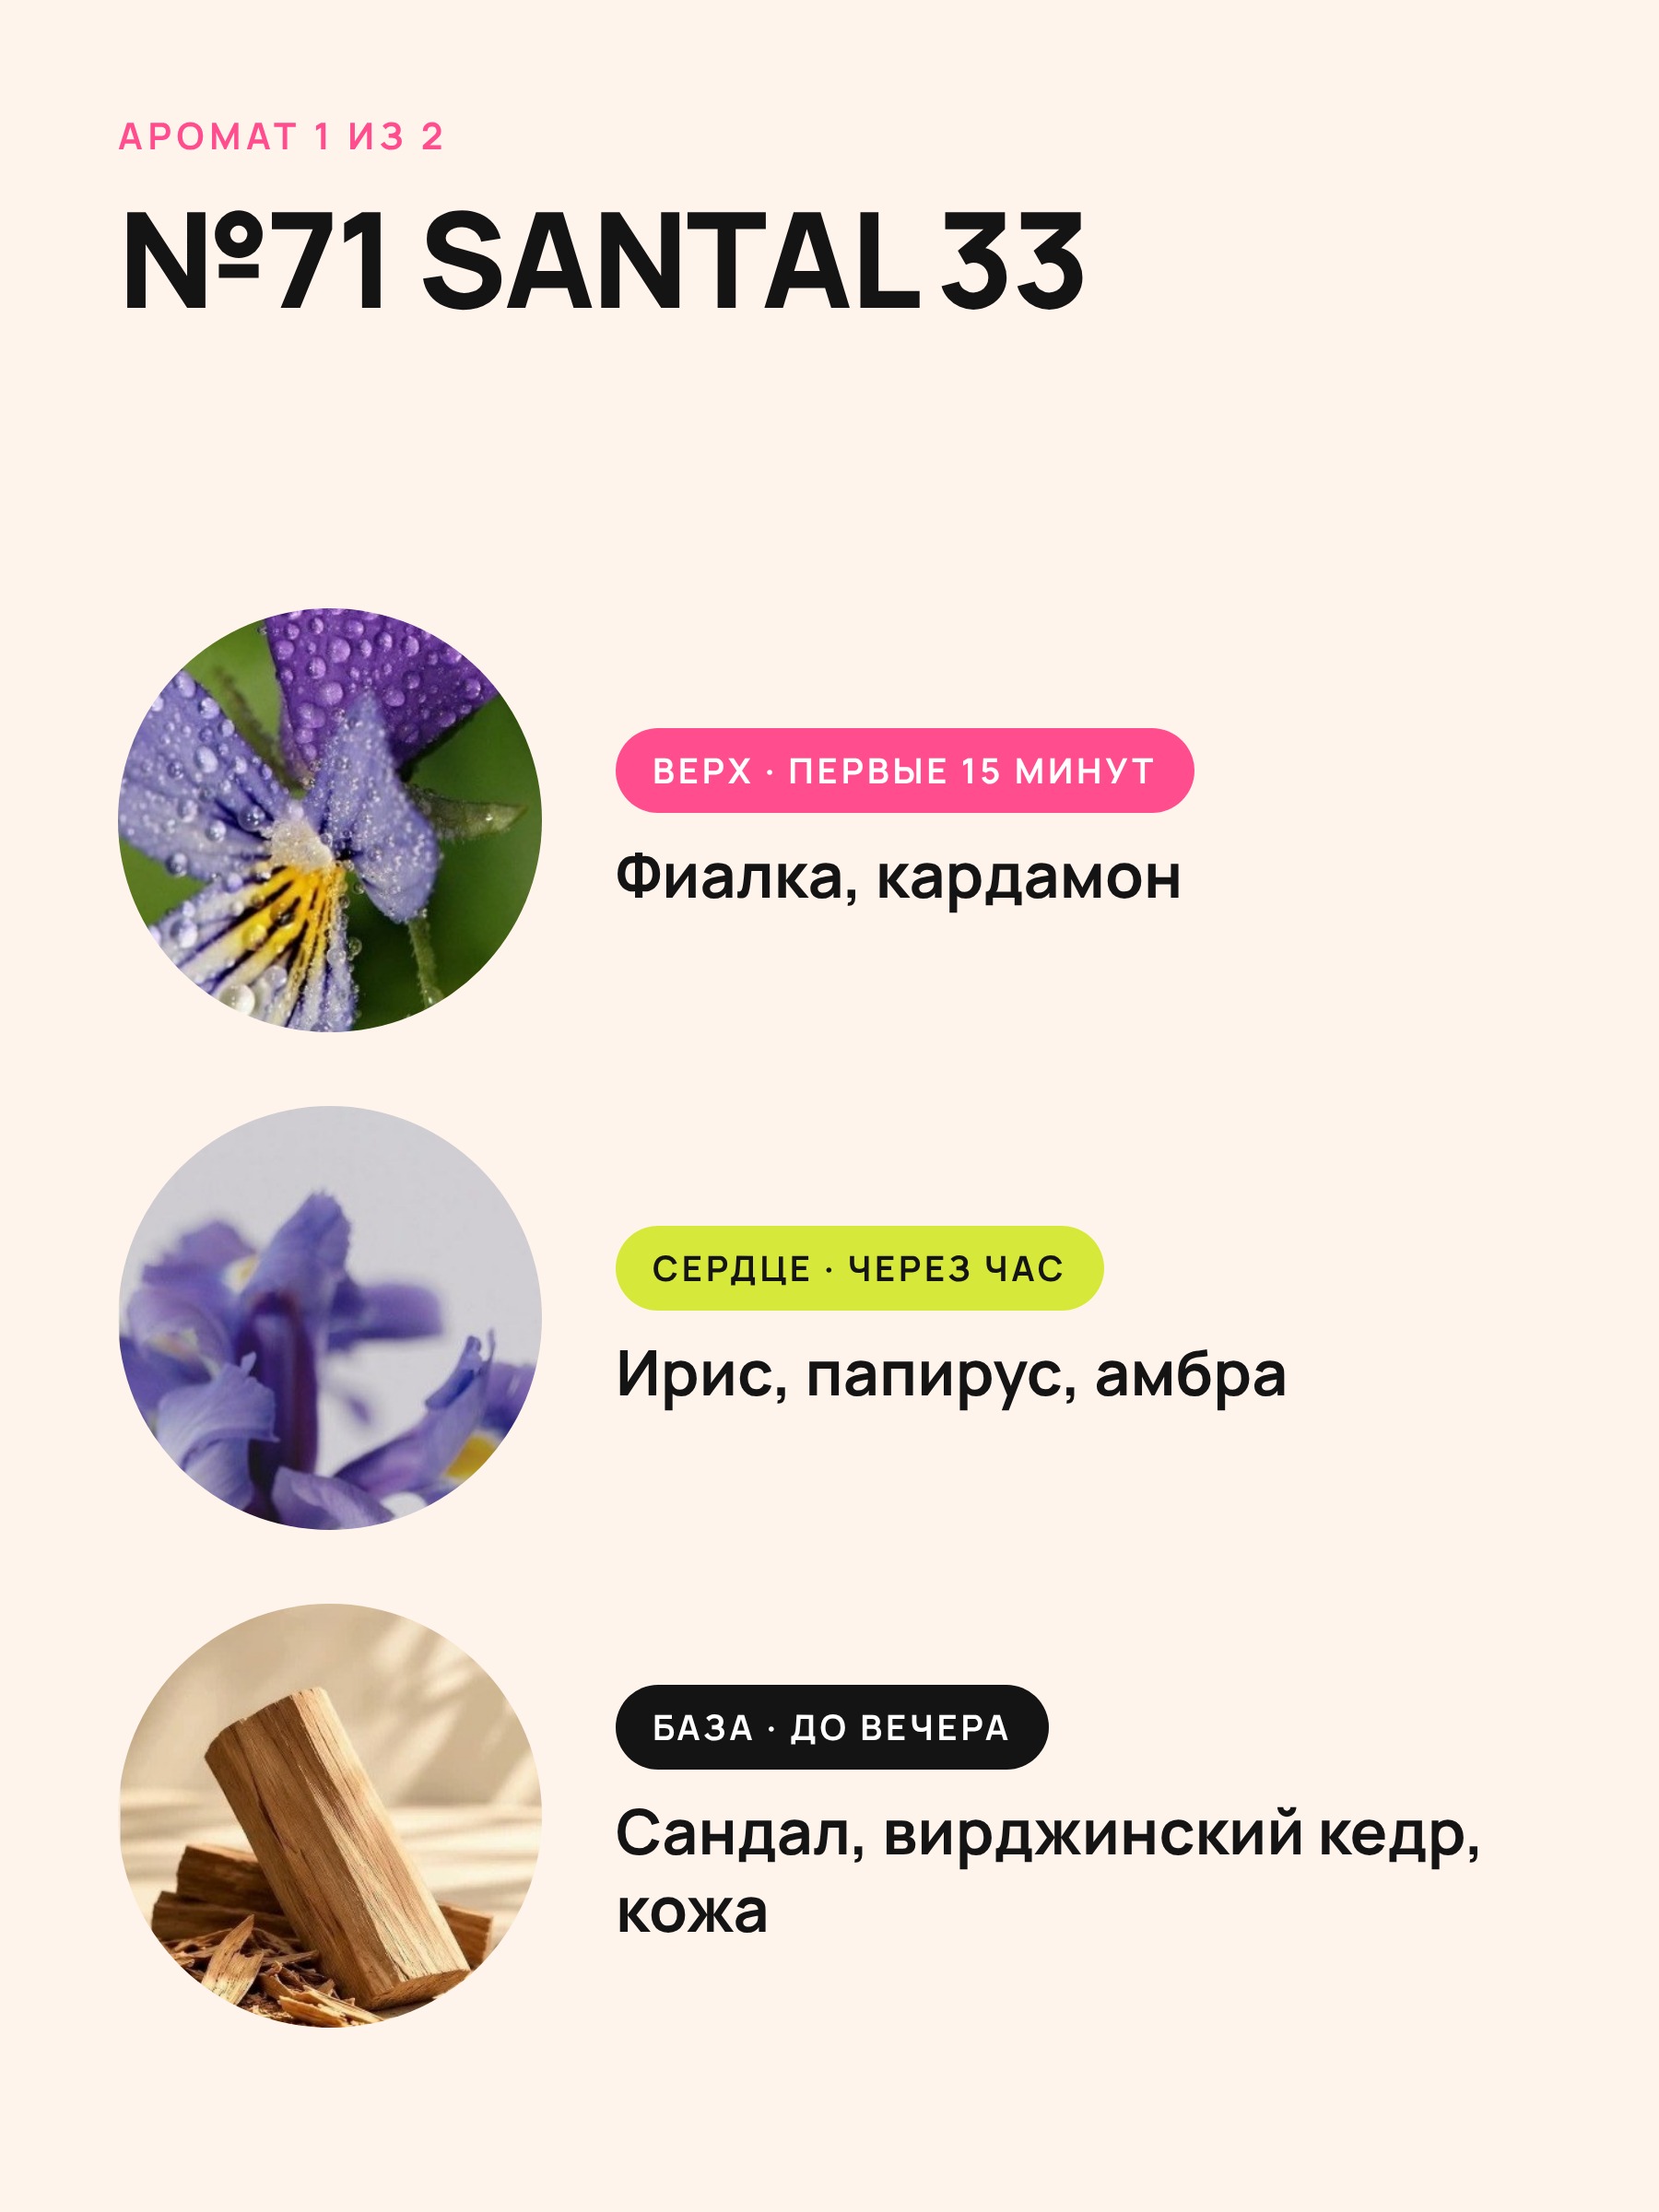 АРОМАТ 1 ИЗ 2
№71 SANTAL 33
ВЕРХ · ПЕРВЫЕ 15 МИНУТ
Фиалка, кардамон
СЕРДЦЕ · ЧЕРЕЗ ЧАС
Ирис, папирус, амбра
БАЗА · ДО ВЕЧЕРА
Сандал, вирджинский кедр,
кожа